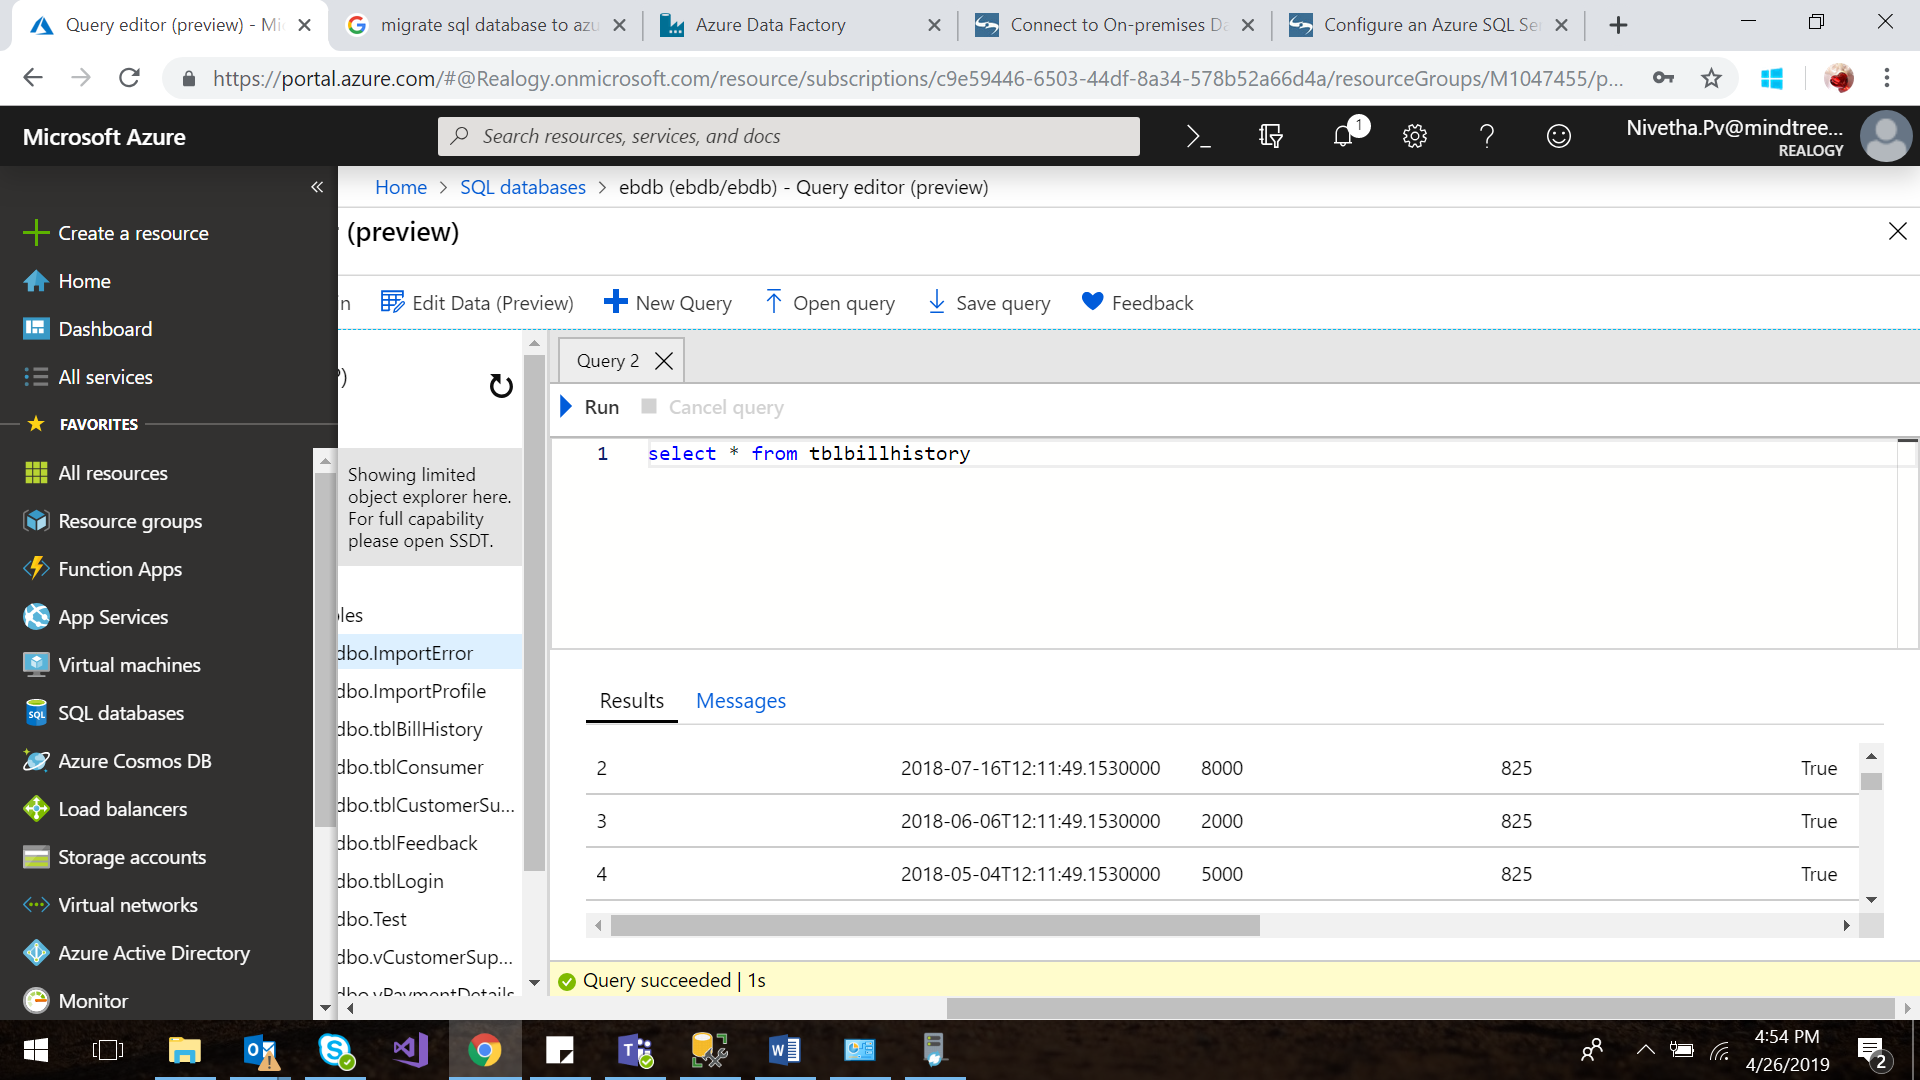 Query editor (preview) - Mi
migrate sql database to azu
Azure Data Factory
Connect to On-premises Da
Configure an Azure SQL Ser
https://portal.azure.com/#@Realogy.onmicrosoft.com/resource/subscriptions/c9e59446-6503-44df-8a34-578b52a66d4a/resourceGroups/M1047455/p...
Microsoft Azure
Search resources, services, and docs
1
Nivetha.Pv@mindtree...
REALOGY
Home > SQL databases > ebdb (ebdb/ebdb) - Query editor (preview)
(preview)
Create a resource
Home
Dashboard
All services
FAVORITES
All resources
Resource groups
Function Apps
App Services
Virtual machines
SQL databases
Azure Cosmos DB
Load balancers
Storage accounts
Virtual networks
Azure Active Directory
Monitor
in
Edit Data (Preview)
New Query
Open query
Save query
Feedback
?)
Showing limited
object explorer here.
For full capability
please open SSDT.
les
dbo.ImportError
dbo.ImportProfile
dbo.tblBillHistory
dbo.tblConsumer
dbo.tblCustomerSu...
dbo.tblFeedback
dbo.tblLogin
dbo.Test
dbo.vCustomerSup...
dbo.vPaymentDetails
Query 2
Run
Cancel query
1 select * from tblbillhistory
Results Messages
2 2018-07-16T12:11:49.1530000 8000 825 True
3 2018-06-06T12:11:49.1530000 2000 825 True
4 2018-05-04T12:11:49.1530000 5000 825 True
Query succeeded | 1s
4:54 PM
4/26/2019
2